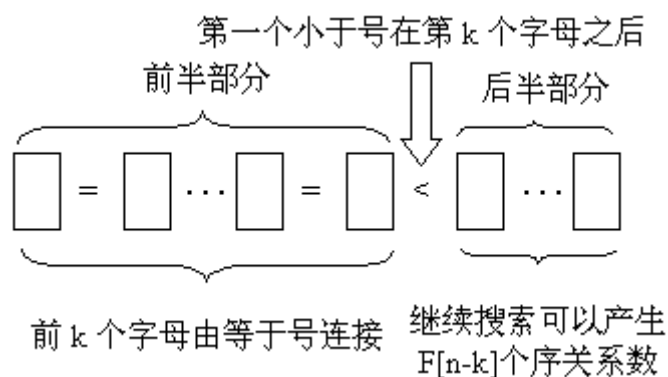 第一个小于号在第 k 个字母之后
前半部分
后半部分
= ··· = < ···
前 k 个字母由等于号连接
继续搜索可以产生
F[n-k]个序关系数